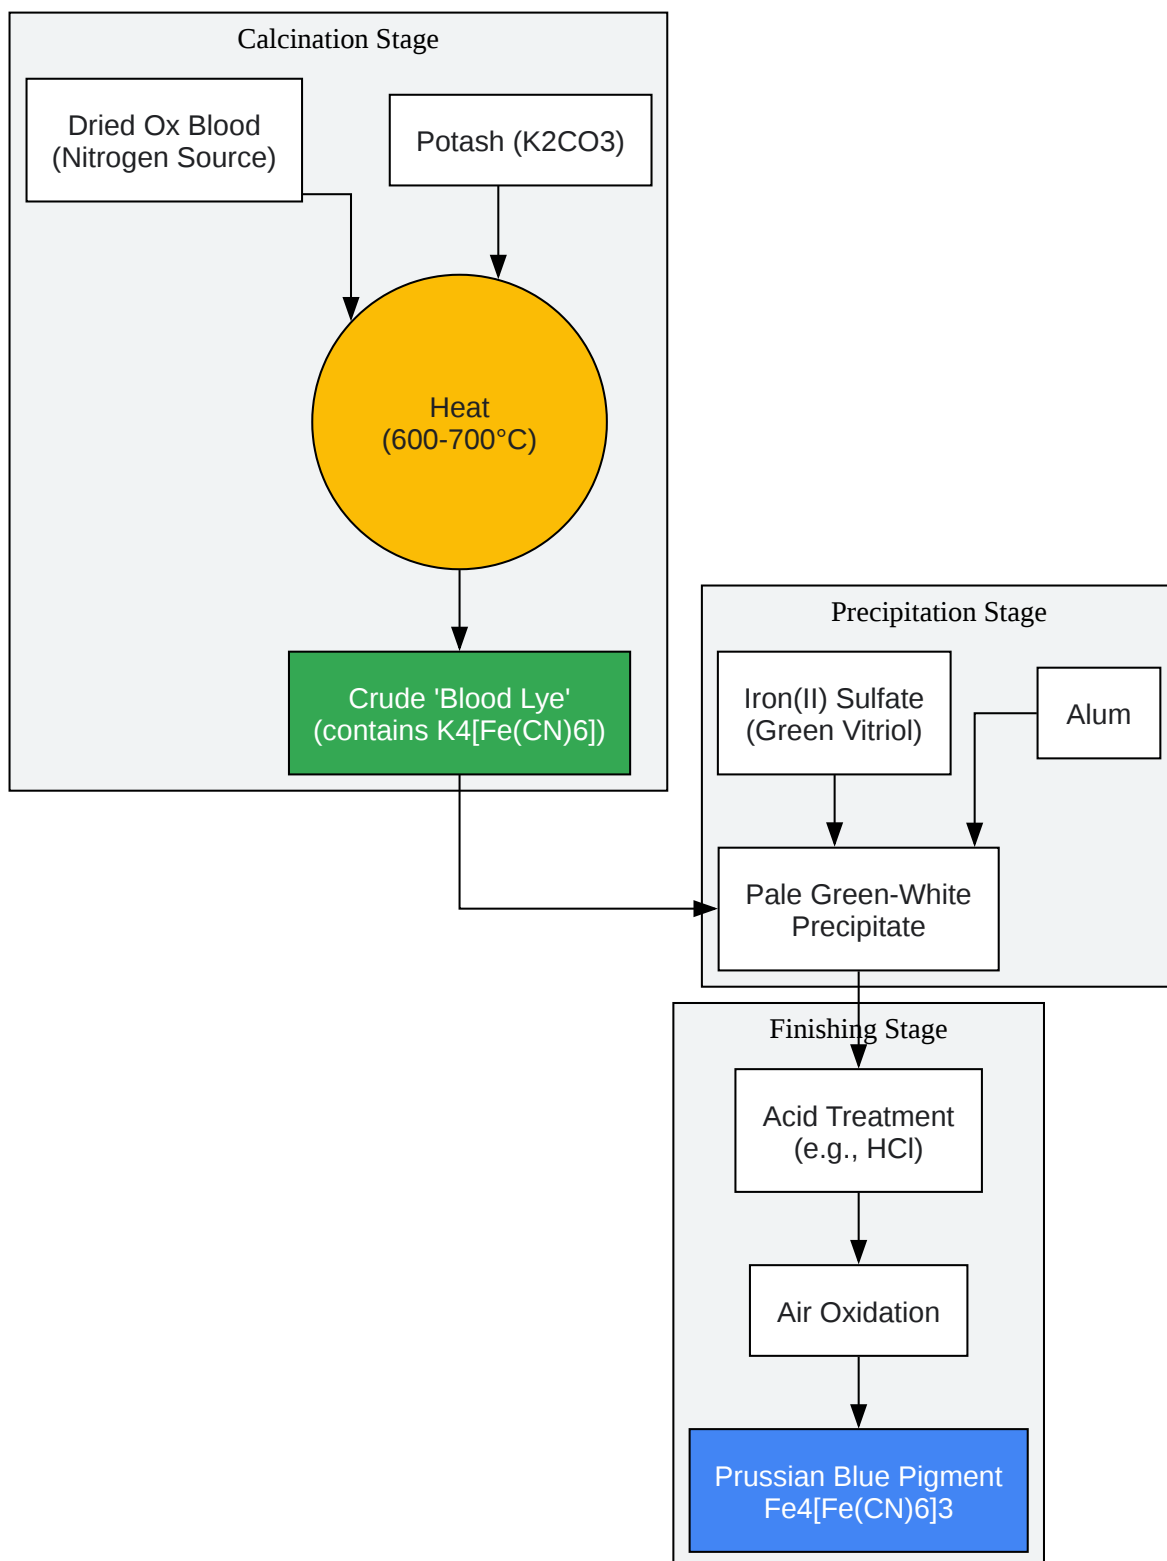 Calcination Stage
Dried Ox Blood
(Nitrogen Source)
Potash (K2CO3)
Heat
(600-700°C)
Crude 'Blood Lye'
(contains K4[Fe(CN)6])
Precipitation Stage
Iron(II) Sulfate
(Green Vitriol)
Alum
Pale Green-White
Precipitate
Finishing Stage
Acid Treatment
(e.g., HCl)
Air Oxidation
Prussian Blue Pigment
Fe4[Fe(CN)6]3